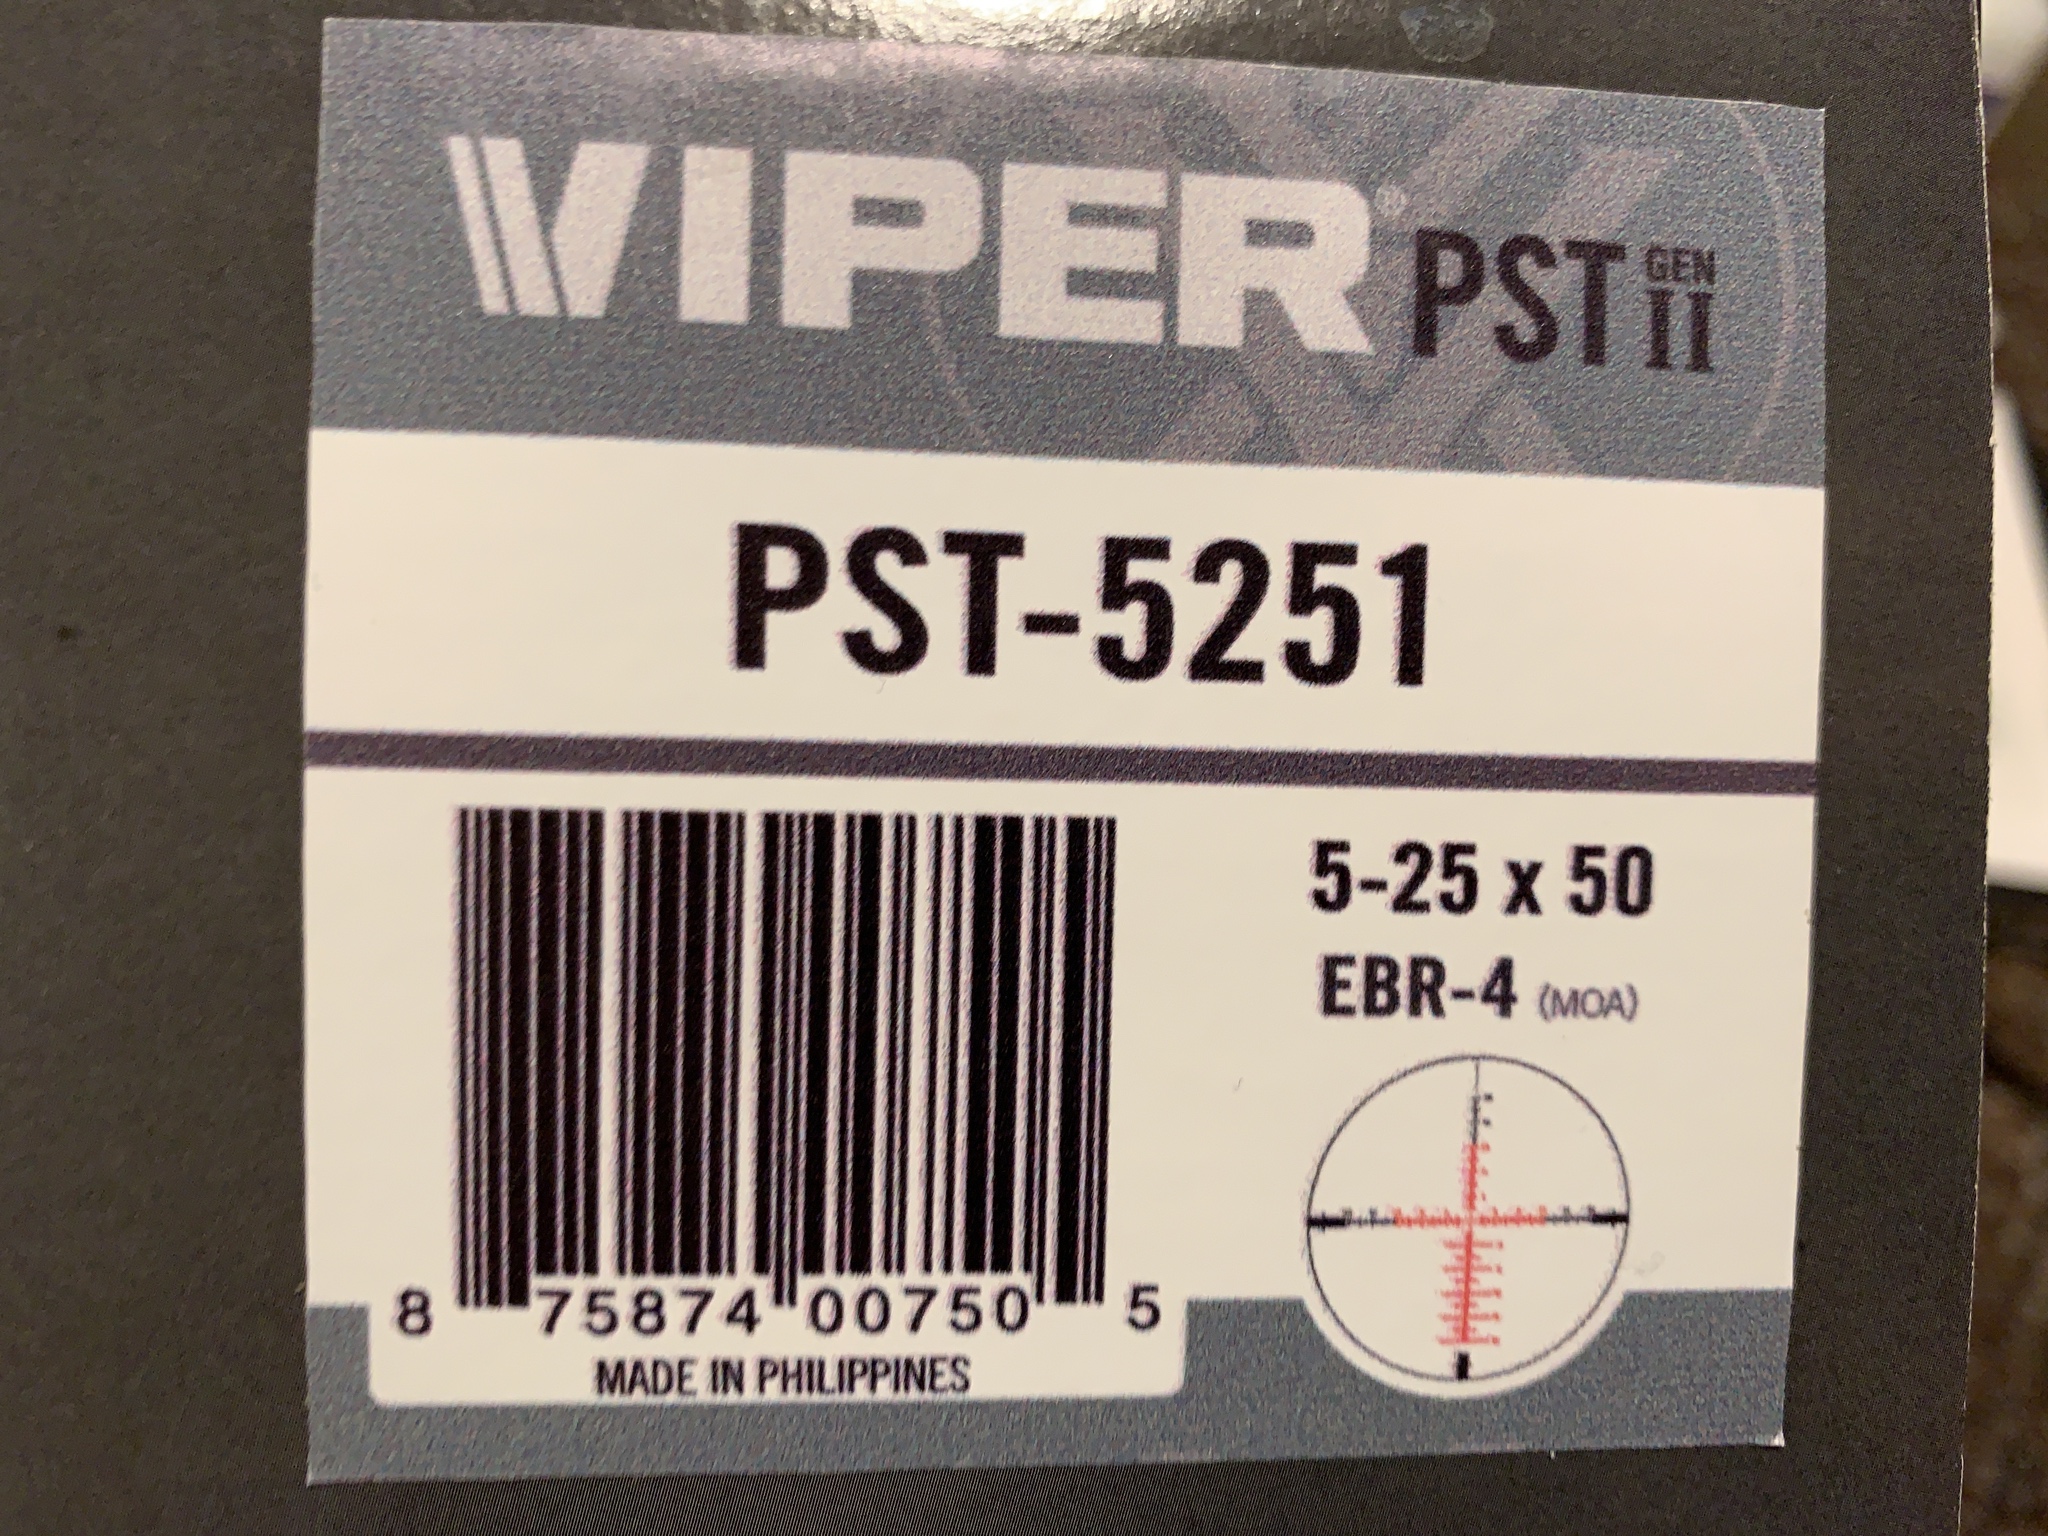 VIPER® PST GEN II
PST-5251
5-25 x 50
EBR-4 (MOA)
8 75874 00750 5
MADE IN PHILIPPINES